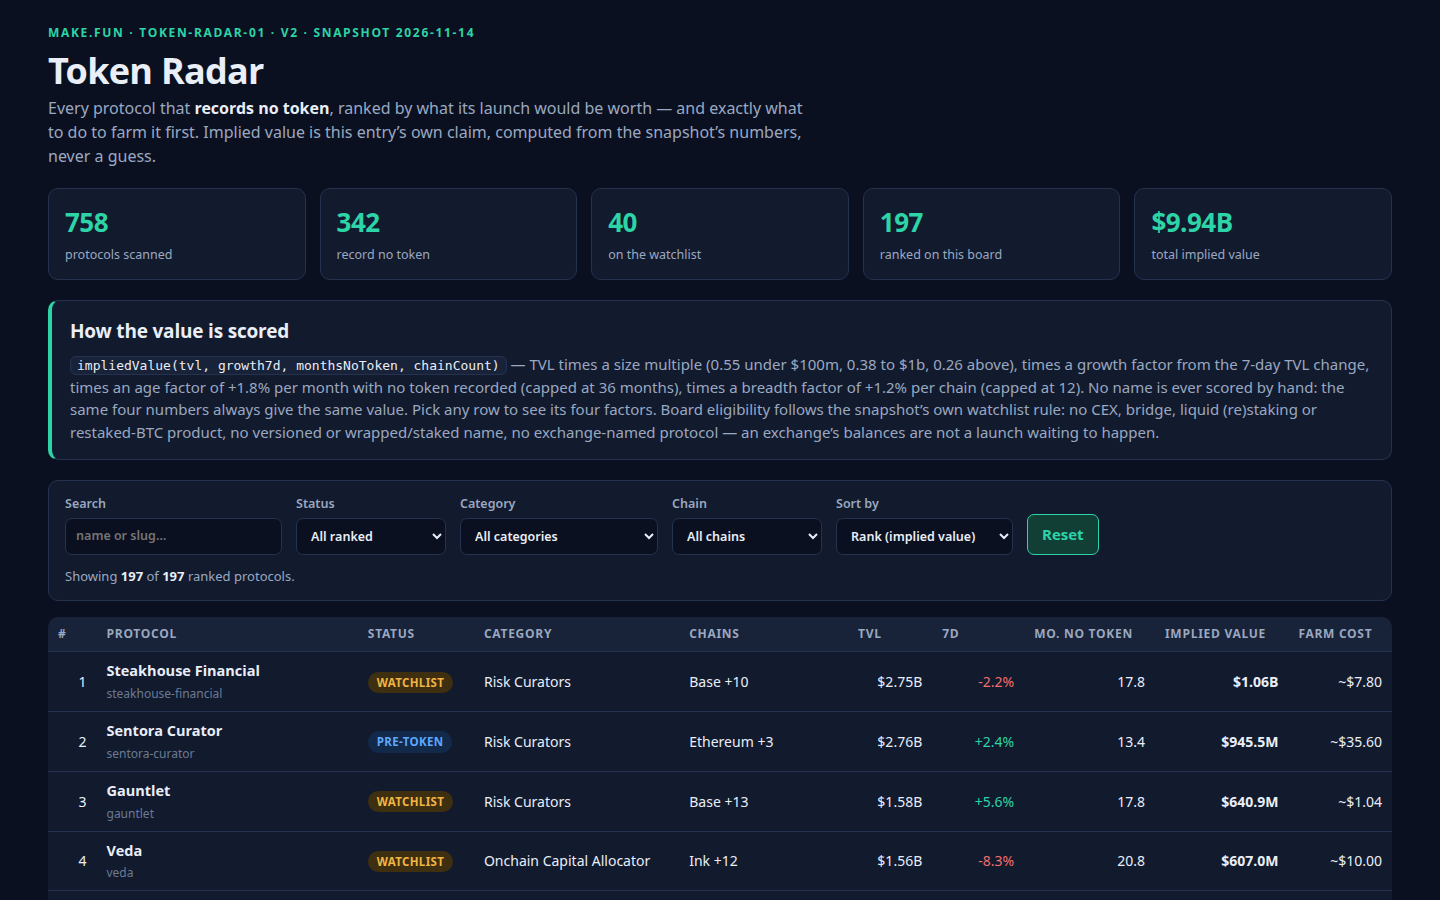 MAKE.FUN · TOKEN-RADAR-01 · V2 · SNAPSHOT 2026-11-14
Token Radar
Every protocol that records no token, ranked by what its launch would be worth — and exactly what
to do to farm it first. Implied value is this entry's own claim, computed from the snapshot's numbers,
never a guess.
758
protocols scanned
342
record no token
40
on the watchlist
197
ranked on this board
$9.94B
total implied value
How the value is scored
impliedValue(tvl, growth7d, monthsNoToken, chainCount) — TVL times a size multiple (0.55 under $100m, 0.38 to $1b, 0.26 above), times a growth factor from the 7-day TVL change,
times an age factor of +1.8% per month with no token recorded (capped at 36 months), times a breadth factor of +1.2% per chain (capped at 12). No name is ever scored by hand: the
same four numbers always give the same value. Pick any row to see its four factors. Board eligibility follows the snapshot's own watchlist rule: no CEX, bridge, liquid (re)staking or
restaked-BTC product, no versioned or wrapped/staked name, no exchange-named protocol — an exchange's balances are not a launch waiting to happen.
Search Status Category Chain Sort by
name or slug... All ranked All categories All chains Rank (implied value) Reset
Showing 197 of 197 ranked protocols.
# PROTOCOL STATUS CATEGORY CHAINS TVL 7D MO. NO TOKEN IMPLIED VALUE FARM COST
1 Steakhouse Financial WATCHLIST Risk Curators Base +10 $2.75B -2.2% 17.8 $1.06B ~$7.80
steakhouse-financial
2 Sentora Curator PRE-TOKEN Risk Curators Ethereum +3 $2.76B +2.4% 13.4 $945.5M ~$35.60
sentora-curator
3 Gauntlet WATCHLIST Risk Curators Base +13 $1.58B +5.6% 17.8 $640.9M ~$1.04
gauntlet
4 Veda WATCHLIST Onchain Capital Allocator Ink +12 $1.56B -8.3% 20.8 $607.0M ~$10.00
veda